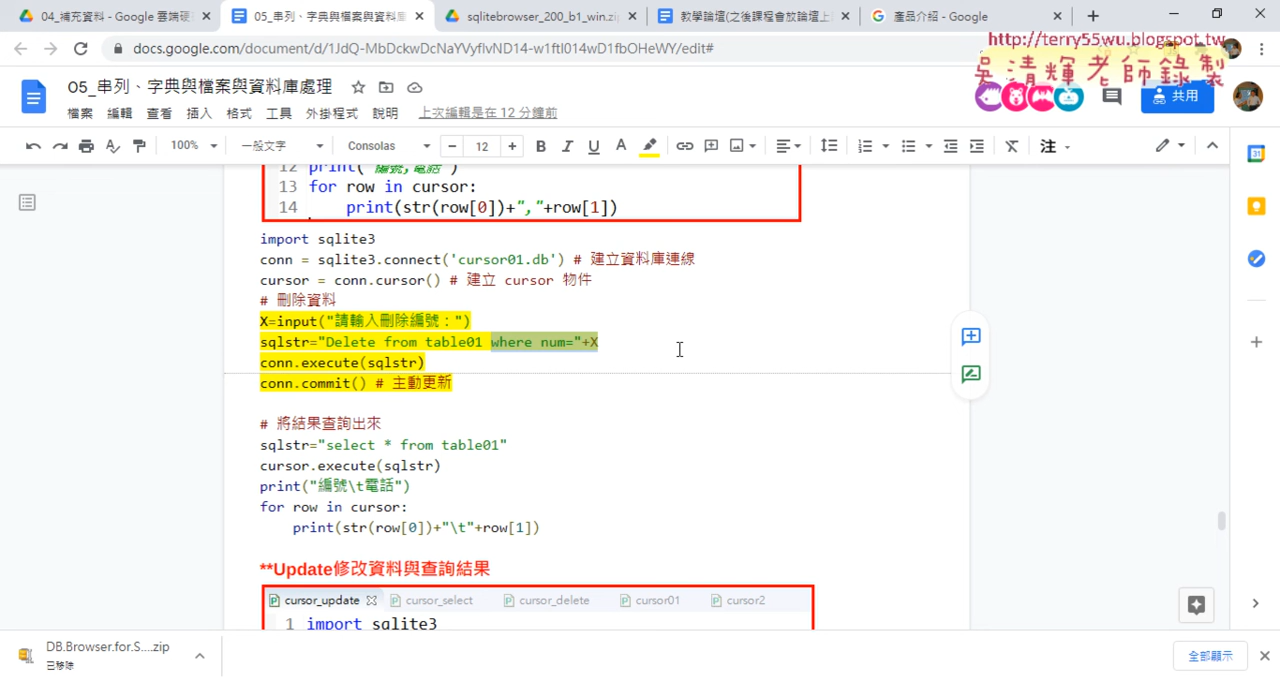 04_補充資料 - Google 雲端硬
05_串列、字典與檔案與資料庫
sqlitebrowser_200_b1_win.zi
教學論壇(之後課程會放論壇上
產品介紹 - Google
docs.google.com/document/d/1JdQ-MbDckwDcNaYVyfivND14-w1ftI014wD1fbOHeWY/edit#
http://terry55wu.blogspot.tw
吳清輝老師錄製
05_串列、字典與檔案與資料庫處理
共用
檔案 編輯 查看 插入 格式 工具 外掛程式 說明 上次編輯是在 12 分鐘前
100% 一般文字 Consolas 12 B I U A 注
12 print("編號,電話")
13 for row in cursor:
14 print(str(row[0])+","+row[1])
import sqlite3
conn = sqlite3.connect('cursor01.db') # 建立資料庫連線
cursor = conn.cursor() # 建立 cursor 物件
# 刪除資料
X=input("請輸入刪除編號：")
sqlstr="Delete from table01 where num="+X
conn.execute(sqlstr)
conn.commit() # 主動更新
# 將結果查詢出來
sqlstr="select * from table01"
cursor.execute(sqlstr)
print("編號\t電話")
for row in cursor:
print(str(row[0])+"\t"+row[1])
**Update修改資料與查詢結果
cursor_update cursor_select cursor_delete cursor01 cursor2
1 import sqlite3
DB.Browser.for.S....zip
已移除
全部顯示
31